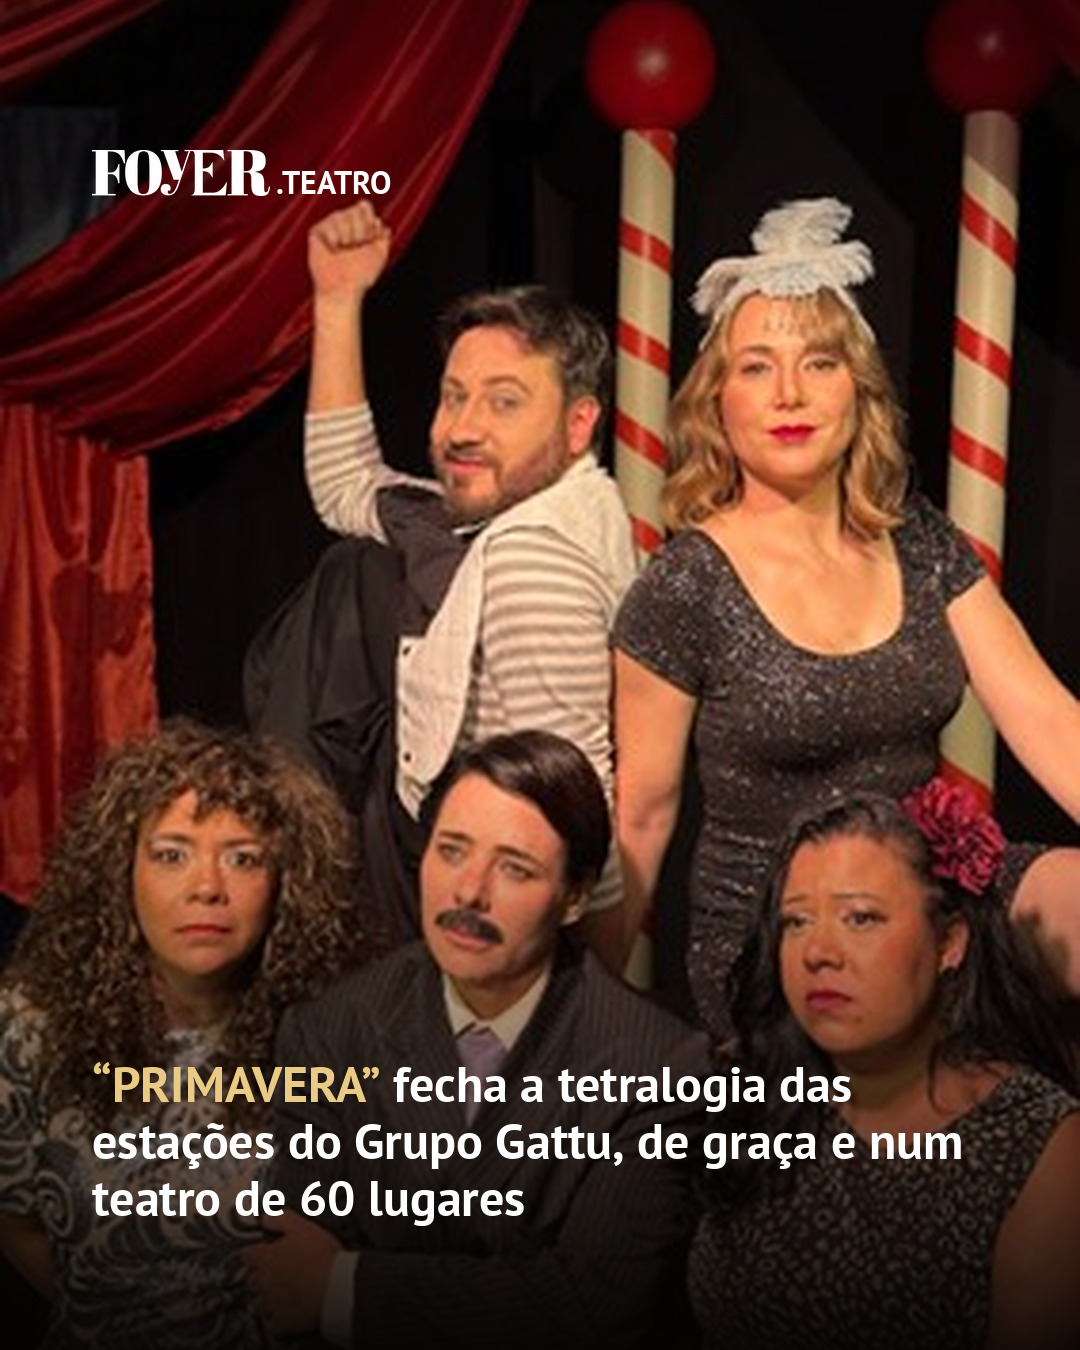 FOYER.TEATRO
“PRIMAVERA” fecha a tetralogia das
estações do Grupo Gattu, de graça e num
teatro de 60 lugares